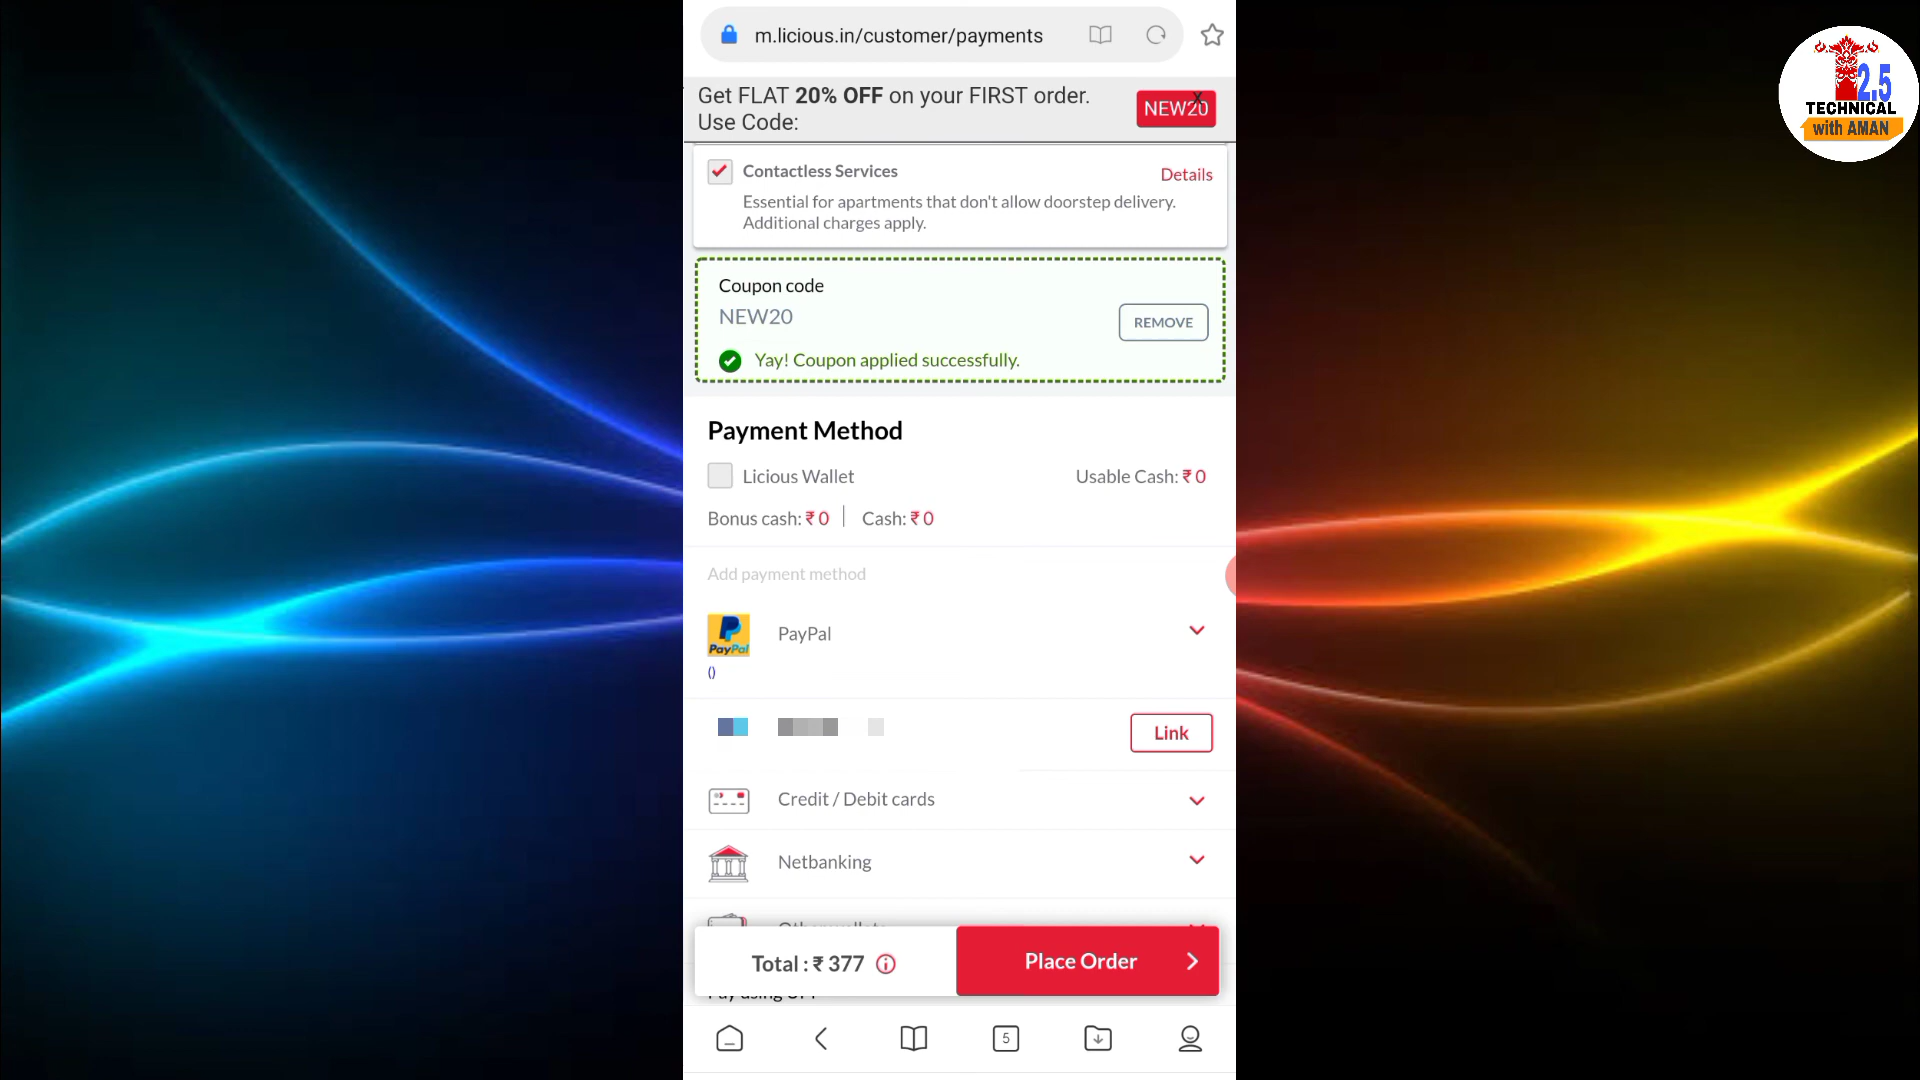 m.licious.in/customer/payments
Get FLAT 20% OFF on your FIRST order.
Use Code:
NEW20
X
Contactless Services
Details
Essential for apartments that don't allow doorstep delivery.
Additional charges apply.
Coupon code
NEW20
REMOVE
Yay! Coupon applied successfully.
Payment Method
Licious Wallet
Usable Cash: ₹ 0
Bonus cash: ₹ 0 | Cash: ₹ 0
Add payment method
PayPal
PayPal
()
Link
Credit / Debit cards
Netbanking
Total : ₹ 377
Place Order
5
2.5
TECHNICAL
with AMAN